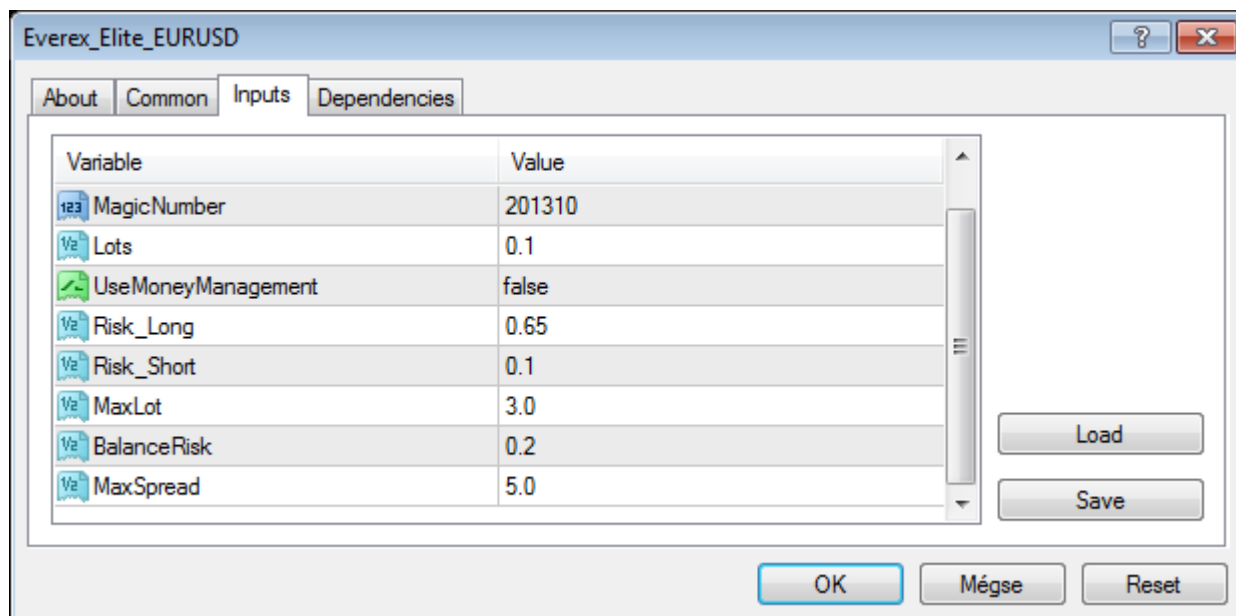 Everex_Elite_EURUSD
About Common Inputs Dependencies
Variable Value
MagicNumber 201310
Lots 0.1
UseMoneyManagement false
Risk_Long 0.65
Risk_Short 0.1
MaxLot 3.0
BalanceRisk 0.2
MaxSpread 5.0
Load
Save
OK Mégse Reset